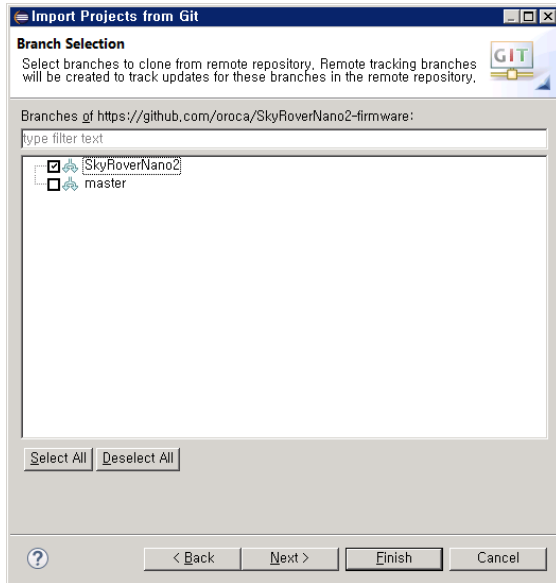 Import Projects from Git
Branch Selection
Select branches to clone from remote repository, Remote tracking branches
will be created to track updates for these branches in the remote repository,
GIT
Branches of https://github,com/oroca/SkyRoverNano2-firmware:
type filter text
SkyRoverNano2
master
Select All Deselect All
? < Back Next > Finish Cancel